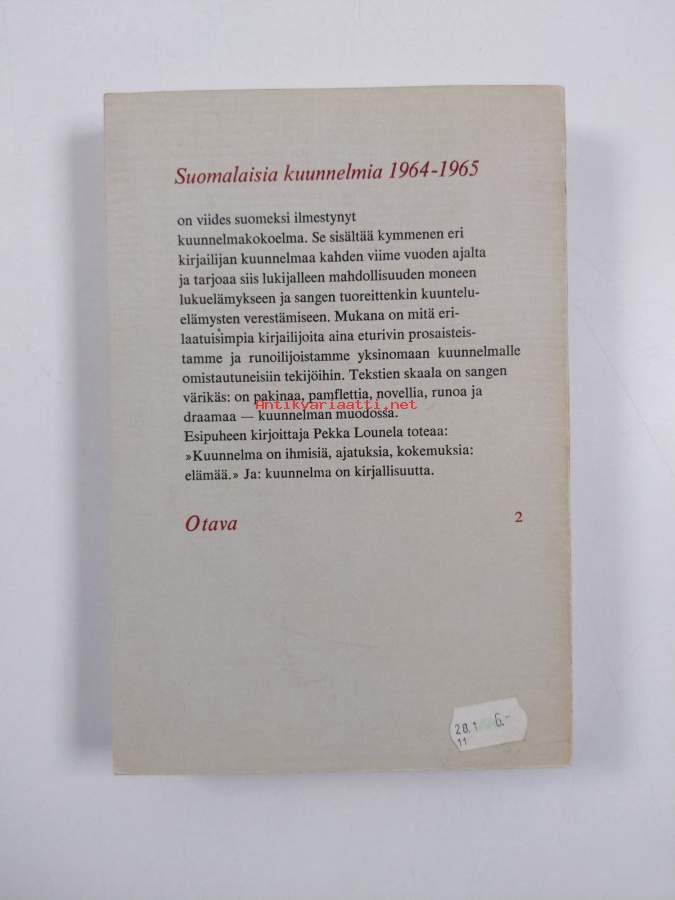 Suomalaisia kuunnelmia 1964-1965
on viides suomeksi ilmestynyt
kuunnelmakokoelma. Se sisältää kymmenen eri
kirjailijan kuunnelmaa kahden viime vuoden ajalta
ja tarjoaa siis lukijalleen mahdollisuuden moneen
lukuelämykseen ja sangen tuoreittenkin kuuntelu-
elämysten verestämiseen. Mukana on mitä eri-
laatuisimpia kirjailijoita aina eturivin prosaisteis-
tamme ja runoilijoistamme yksinomaan kuunnelmalle
omistautuneisiin tekijöihin. Tekstien skaala on sangen
värikäs: on pakinaa, pamflettia, novellia, runoa ja
Antikvariaatti.net
draamaa — kuunnelman muodossa.
Esipuheen kirjoittaja Pekka Lounela toteaa:
»Kuunnelma on ihmisiä, ajatuksia, kokemuksia:
elämää.» Ja: kuunnelma on kirjallisuutta.
Otava 2
28.1 6.-
11